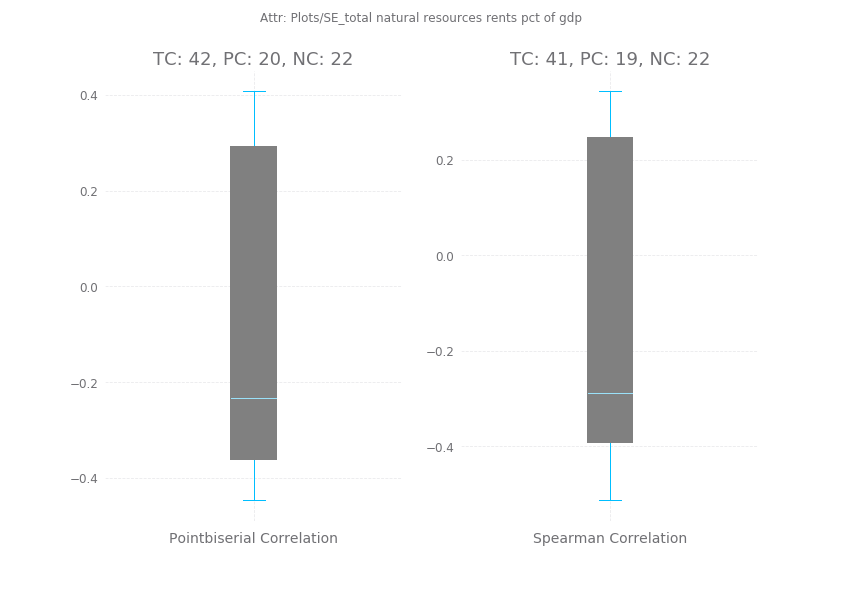 Attr: Plots/SE_total natural resources rents pct of gdp
TC: 42, PC: 20, NC: 22
0.4
0.2
0.0
−0.2
−0.4
Pointbiserial Correlation
TC: 41, PC: 19, NC: 22
0.2
0.0
−0.2
−0.4
Spearman Correlation